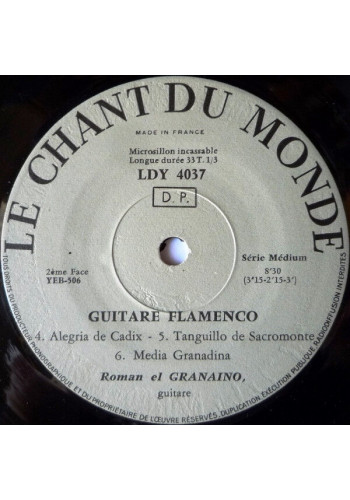 LE CHANT DU MONDE
MADE IN FRANCE
Microsillon incassable
Longue durée 33 T. 1/3
LDY 4037
D. P.
2ème Face
YEB-506
Série Médium
8'30
(3'15-2'15-3')
GUITARE FLAMENCO
4. Alegria de Cadix - 5. Tanguillo de Sacromonte
6. Media Granadina
Roman el GRANAINO,
guitare
TOUS DROITS DU PRODUCTEUR PHONOGRAPHIQUE ET DU PROPRIETAIRE DE L'ŒUVRE RÉSERVÉS. DUPLICATION EXÉCUTION PUBLIQUE RADIODIFFUSION INTERDITES